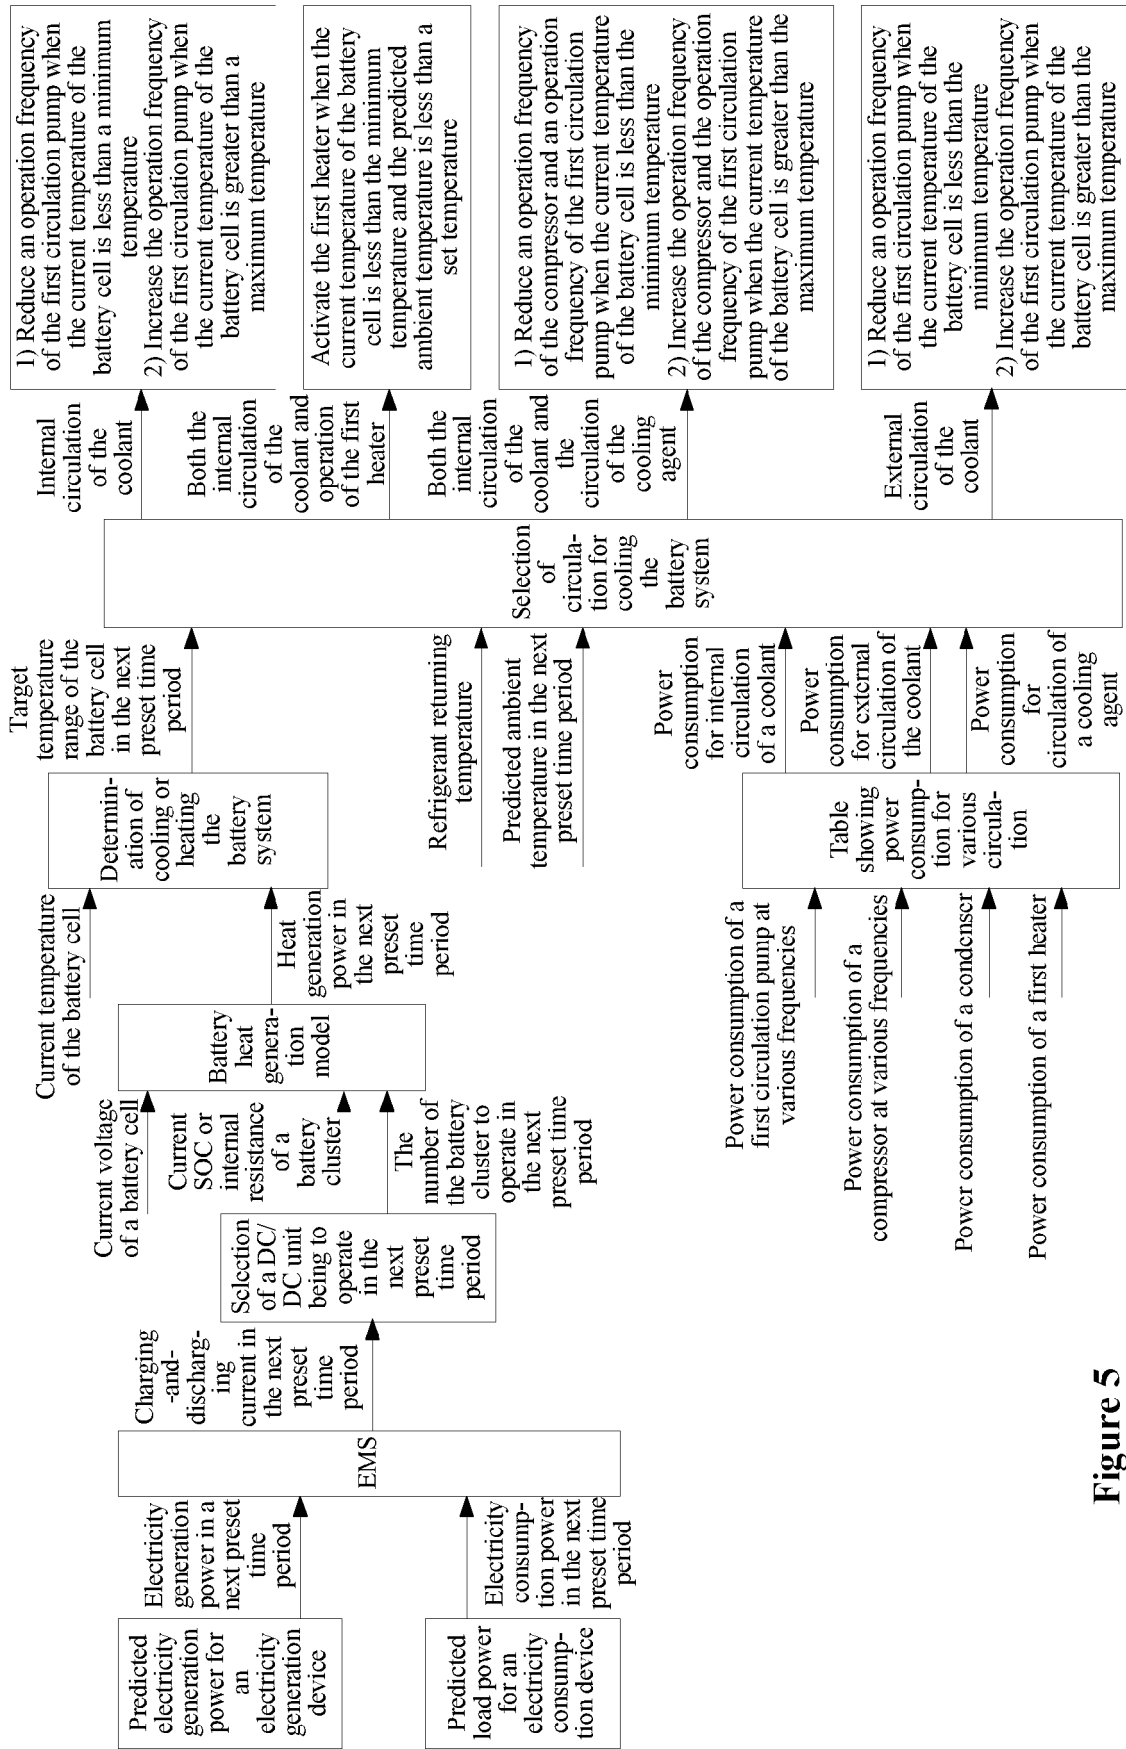 Predicted
electricity
generation
power for
an
electricity
generation
device
Predicted
load power
for an
electricity
consump-
tion device
Electricity
generation
power in a
next preset
time
period
Electricity
consump-
tion power
in the next
preset time
period
EMS
Charging
-and-
discharg-
ing
current in
the next
preset
time
period
Selection
of a DC/
DC unit
being to
operate
in the
next
preset
time
period
Current voltage
of a battery cell
Current
SOC or
internal
resistance
of a
battery
cluster
The
number of
the battery
cluster to
operate in
the next
preset time
period
Battery
heat
genera-
tion
model
Current temperature
of the battery cell
Heat
generation
power in
the next
preset
time
period
Determin-
ation of
cooling or
heating
the
battery
system
Target
temperature
range of the
battery cell
in the next
preset time
period
Refrigerant returning
temperature
Predicted ambient
temperature in the next
preset time period
Power consumption of a
first circulation pump at
various frequencies
Power consumption of a
compressor at various frequencies
Power consumption of a condenser
Power consumption of a first heater
Table
showing
power
consump-
tion for
various
circula-
tion
Power
consumption
for internal
circulation
of a coolant
Power
consumption
for external
circulation of
the coolant
Power
consumption
for
circulation of
a cooling
agent
Selection
of
circula-
tion for
cooling
the
battery
system
Internal
circulation
of the
coolant
Both the
internal
circulation
of the
coolant and
operation
of the first
heater
Both the
internal
circulation
of the
coolant and
the
circulation
of the
cooling
agent
External
circulation
of the
coolant
1) Reduce an operation frequency
of the first circulation pump when
the current temperature of the
battery cell is less than a minimum
temperature
2) Increase the operation frequency
of the first circulation pump when
the current temperature of the
battery cell is greater than a
maximum temperature
Activate the first heater when the
current temperature of the battery
cell is less than the minimum
temperature and the predicted
ambient temperature is less than a
set temperature
1) Reduce an operation frequency
of the compressor and an operation
frequency of the first circulation
pump when the current temperature
of the battery cell is less than the
minimum temperature
2) Increase the operation frequency
of the compressor and the operation
frequency of the first circulation
pump when the current temperature
of the battery cell is greater than the
maximum temperature
1) Reduce an operation frequency
of the first circulation pump when
the current temperature of the
battery cell is less than the
minimum temperature
2) Increase the operation frequency
of the first circulation pump when
the current temperature of the
battery cell is greater than the
maximum temperature
Figure 5